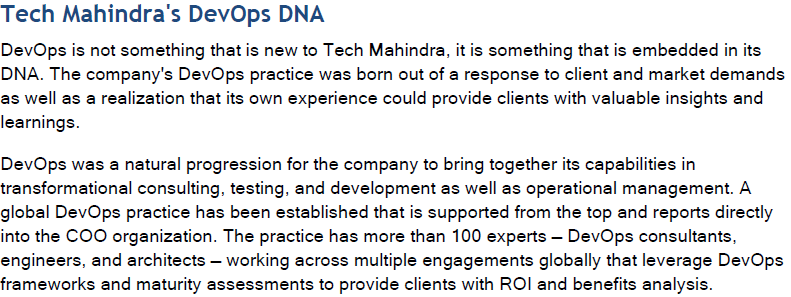 Tech Mahindra's DevOps DNA
DevOps is not something that is new to Tech Mahindra, it is something that is embedded in its
DNA. The company's DevOps practice was born out of a response to client and market demands
as well as a realization that its own experience could provide clients with valuable insights and
learnings.
DevOps was a natural progression for the company to bring together its capabilities in
transformational consulting, testing, and development as well as operational management. A
global DevOps practice has been established that is supported from the top and reports directly
into the COO organization. The practice has more than 100 experts — DevOps consultants,
engineers, and architects — working across multiple engagements globally that leverage DevOps
frameworks and maturity assessments to provide clients with ROI and benefits analysis.